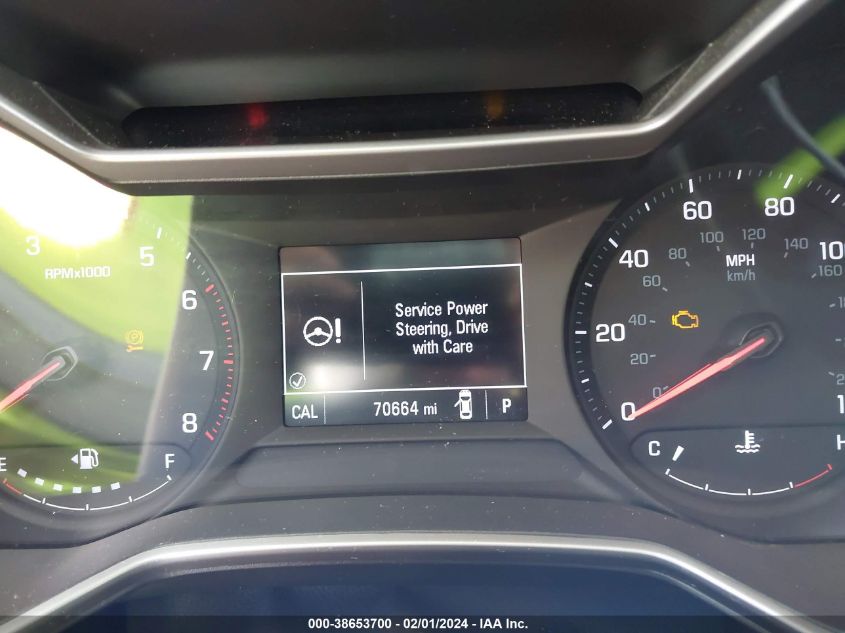 3
5
RPMx1000
6
7
8
E
F
Service Power
Steering, Drive
with Care
CAL 70664 mi P
0
20
40
60
80
100
20
40
60
80
100
120
140
160
MPH
km/h
C
H
000-38653700 - 02/01/2024 - IAA Inc.